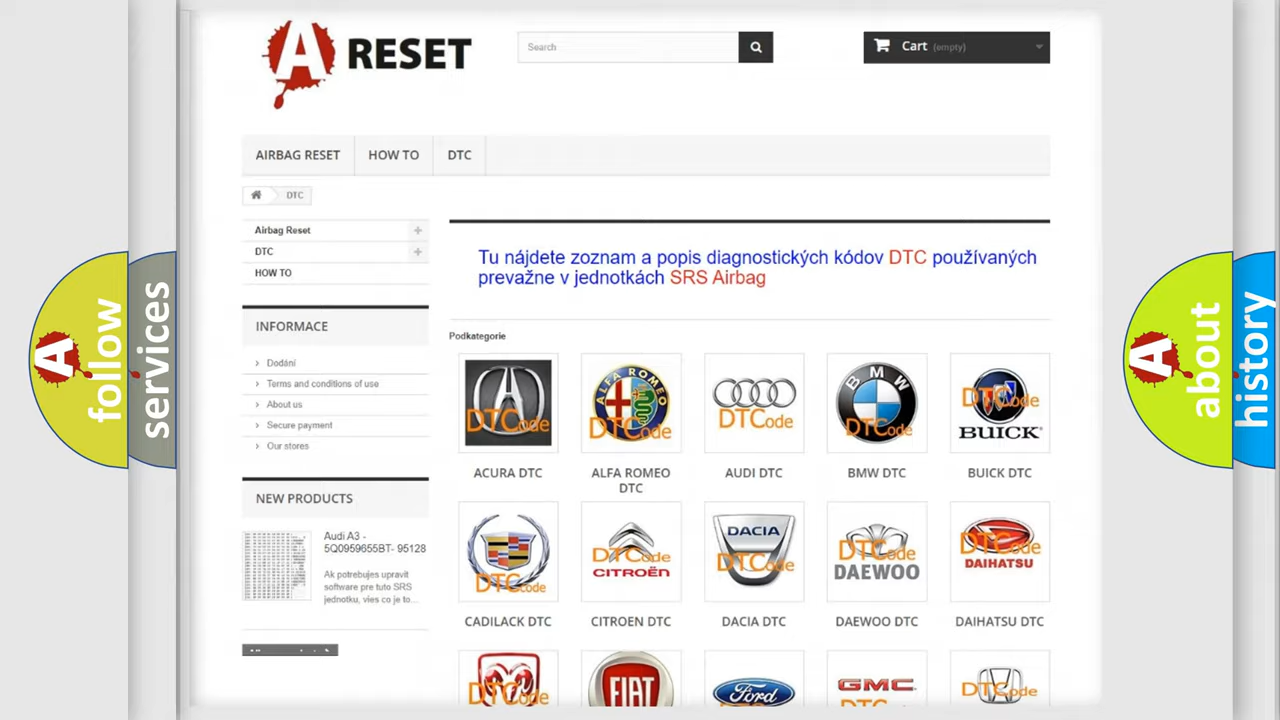 A RESET
Search
Cart (empty)
AIRBAG RESET
HOW TO
DTC
DTC
Airbag Reset
DTC
HOW TO
INFORMACE
Dodání
Terms and conditions of use
About us
Secure payment
Our stores
NEW PRODUCTS
Audi A3 -
5Q0959655BT- 95128
Ak potrebujes upravit
software pre tuto SRS
jednotku, vies co je to...
Tu nájdete zoznam a popis diagnostických kódov DTC používaných
prevažne v jednotkách SRS Airbag
Podkategorie
DTCode
ALFA ROMEO
DTCode
DTCode
BMW
DTCode
DTCode
BUICK
ACURA DTC
ALFA ROMEO
DTC
AUDI DTC
BMW DTC
BUICK DTC
DTCode
DTCode
CITROËN
DACIA
DTCode
DTCode
DAEWOO
DTCode
DAIHATSU
CADILACK DTC
CITROEN DTC
DACIA DTC
DAEWOO DTC
DAIHATSU DTC
DTCode
FIAT
Ford
GMC
DTCode
A follow
services
A about
history